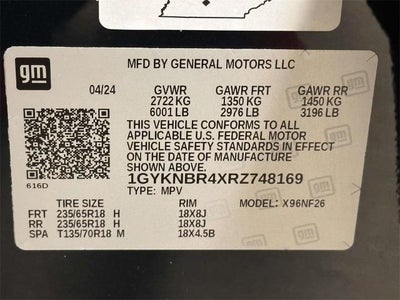 gm
MFD BY GENERAL MOTORS LLC
04/24 GVWR GAWR FRT GAWR RR
2722 KG 1350 KG 1450 KG
6001 LB 2976 LB 3196 LB
THIS VEHICLE CONFORMS TO ALL
APPLICABLE U.S. FEDERAL MOTOR
VEHICLE SAFETY STANDARDS IN EFFECT
ON THE DATE OF MANUFACTURE
SHOWN ABOVE.
616D
1GYKNBR4XRZ748169
TYPE: MPV MODEL: X96NF26
TIRE SIZE RIM
FRT 235/65R18 H 18X8J
RR 235/65R18 H 18X8J
SPA T135/70R18 M 18X4.5B